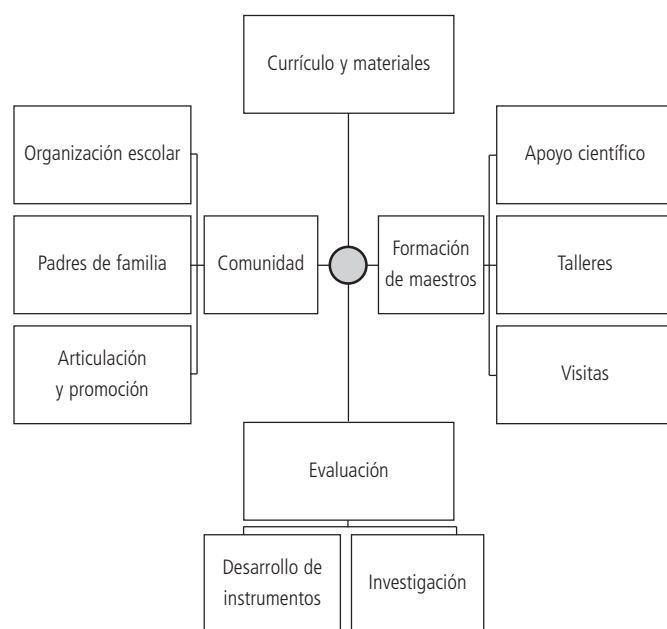 Currículo y materiales
Organización escolar
Apoyo científico
Padres de familia
Comunidad
Formación
de maestros
Talleres
Articulación
y promoción
Visitas
Evaluación
Desarrollo de
instrumentos
Investigación